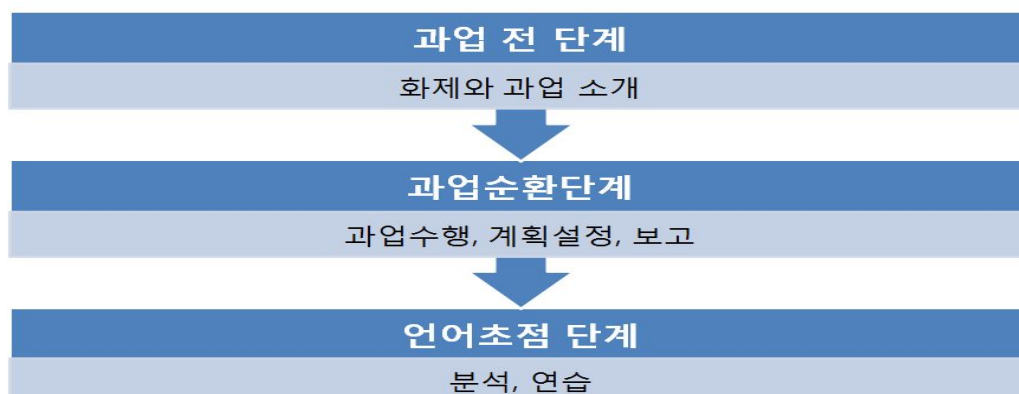 과업 전 단계
화제와 과업 소개
과업순환단계
과업수행, 계획설정, 보고
언어초점 단계
분석, 연습